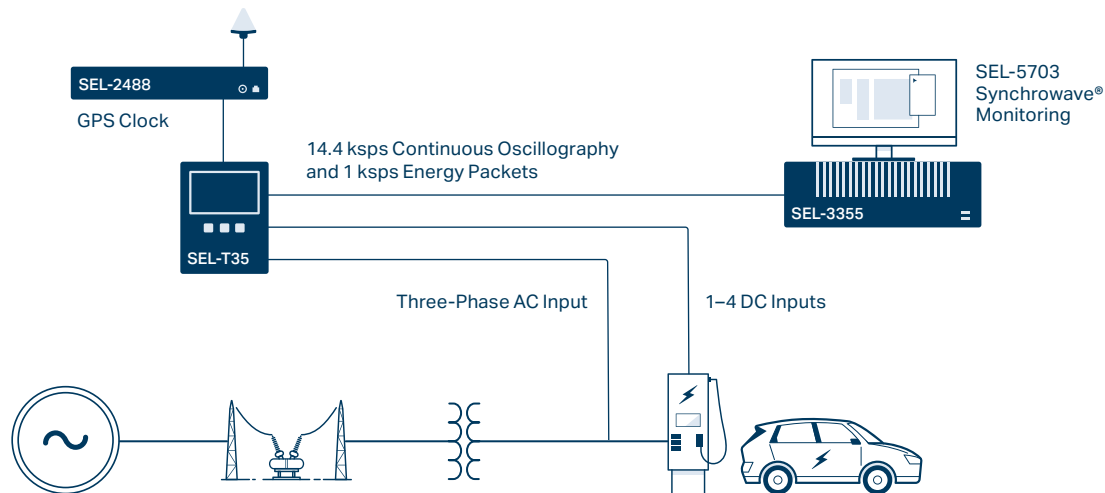 SEL-2488
GPS Clock
14.4 ksps Continuous Oscillography
and 1 ksps Energy Packets
SEL-5703
Synchrowave®
Monitoring
SEL-3355
SEL-T35
Three-Phase AC Input
1–4 DC Inputs